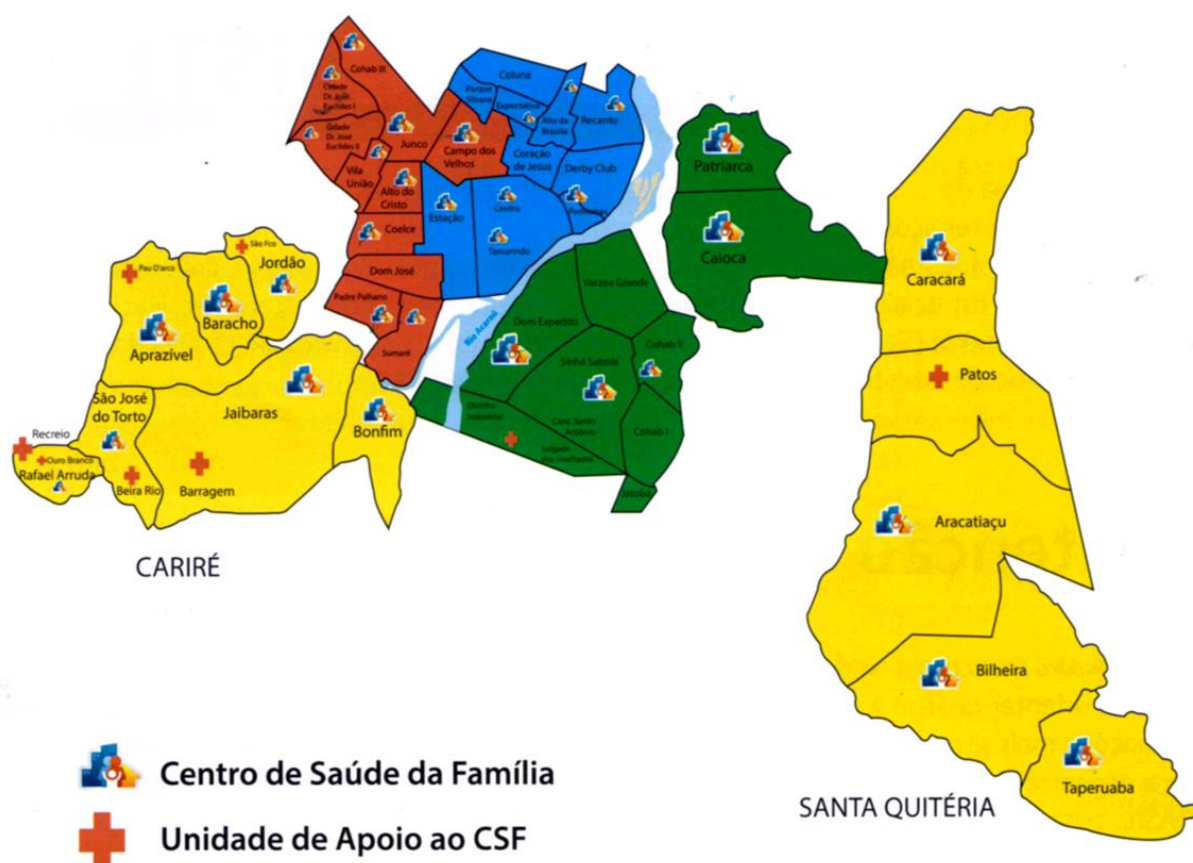 Cohab III
Cidade
Dr. José
Euclides I
Cidade
Dr. José
Euclides II
Junco
Campo dos
Velhos
Vila
União
Alto do
Cristo
Coelce
Dom José
Padre Palhano
Sumaré
Coluna
Parque
Silvana
Expectativa
Alto da
Brasília
Recanto
Coração
de Jesus
Derby Club
Estação
Centro
Pedrinhas
Tamarindo
Rio Acaraú
Patriarca
Caioca
Varzea Grande
Dom Expedito
Sinhá Saboia
Cohab II
Cohab I
Conj. Santo
Antônio
Distrito
Industrial
Salgado
dos machados
Jatobá
São Fco
Jordão
Pau D'arco
Baracho
Aprazível
São José
do Torto
Jaibaras
Bonfim
Recreio
Ouro Branco
Rafael Arruda
Beira Rio
Barragem
CARIRÉ
Caracará
Patos
Aracatiaçu
Bilheira
Taperuaba
SANTA QUITÉRIA
Centro de Saúde da Família
Unidade de Apoio ao CSF